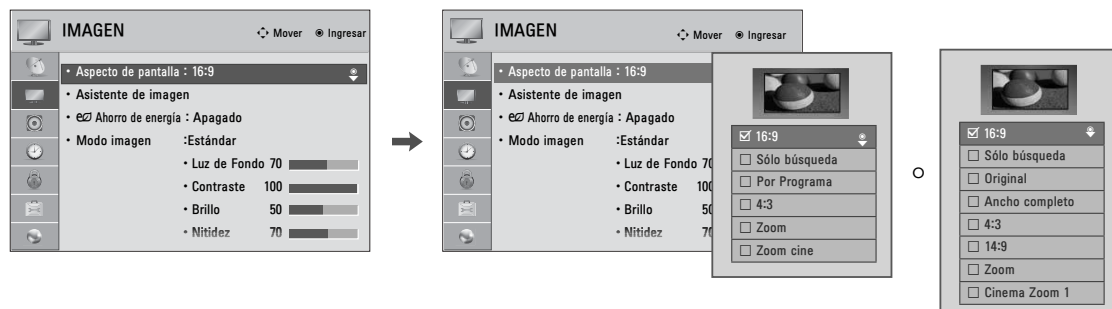 IMAGEN
Mover Ingresar
• Aspecto de pantalla : 16:9
• Asistente de imagen
• Ahorro de energía : Apagado
• Modo imagen :Estándar
• Luz de Fondo 70
• Contraste 100
• Brillo 50
• Nitidez 70
IMAGEN
Mover Ingresar
• Aspecto de pantalla : 16:9
• Asistente de imagen
• Ahorro de energía : Apagado
• Modo imagen :Estándar
• Luz de Fondo 70
• Contraste 100
• Brillo 50
• Nitidez 70
16:9
Sólo búsqueda
Por Programa
4:3
Zoom
Zoom cine
o
16:9
Sólo búsqueda
Original
Ancho completo
4:3
14:9
Zoom
Cinema Zoom 1